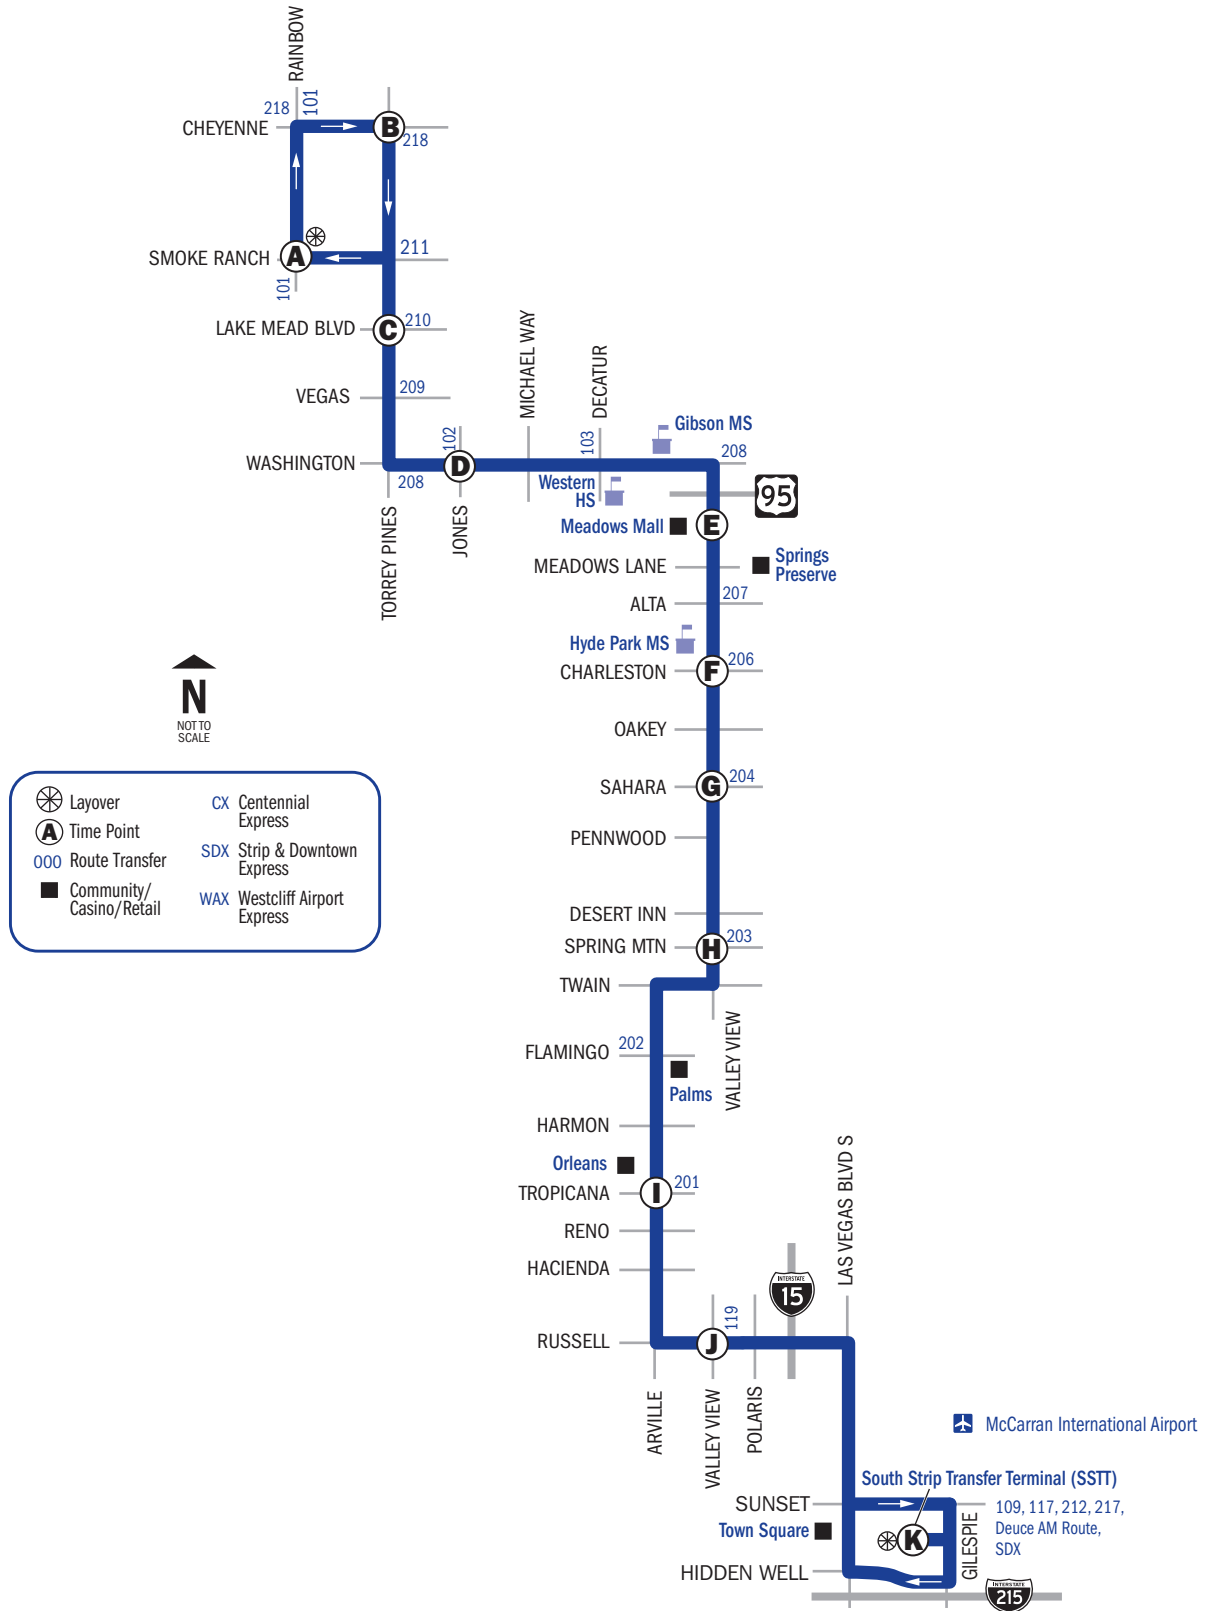 RAINBOW
218
101
CHEYENNE
B
218
SMOKE RANCH
A
211
101
LAKE MEAD BLVD
C
210
MICHAEL WAY
DECATUR
VEGAS
209
Gibson MS
102
103
208
WASHINGTON
D
208
Western
HS
95
TORREY PINES
JONES
Meadows Mall
E
MEADOWS LANE
Springs
Preserve
ALTA
207
Hyde Park MS
CHARLESTON
F
206
N
NOT TO
SCALE
OAKEY
SAHARA
G
204
PENNWOOD
Layover
A Time Point
000 Route Transfer
Community/
Casino/Retail
CX Centennial
Express
SDX Strip & Downtown
Express
WAX Westcliff Airport
Express
DESERT INN
SPRING MTN
H
203
TWAIN
VALLEY VIEW
FLAMINGO
202
Palms
HARMON
Orleans
TROPICANA
I
201
RENO
HACIENDA
LAS VEGAS BLVD S
INTERSTATE
15
RUSSELL
J
119
ARVILLE
VALLEY VIEW
POLARIS
McCarran International Airport
South Strip Transfer Terminal (SSTT)
SUNSET
109, 117, 212, 217,
Deuce AM Route,
SDX
Town Square
K
GILESPIE
HIDDEN WELL
INTERSTATE
215